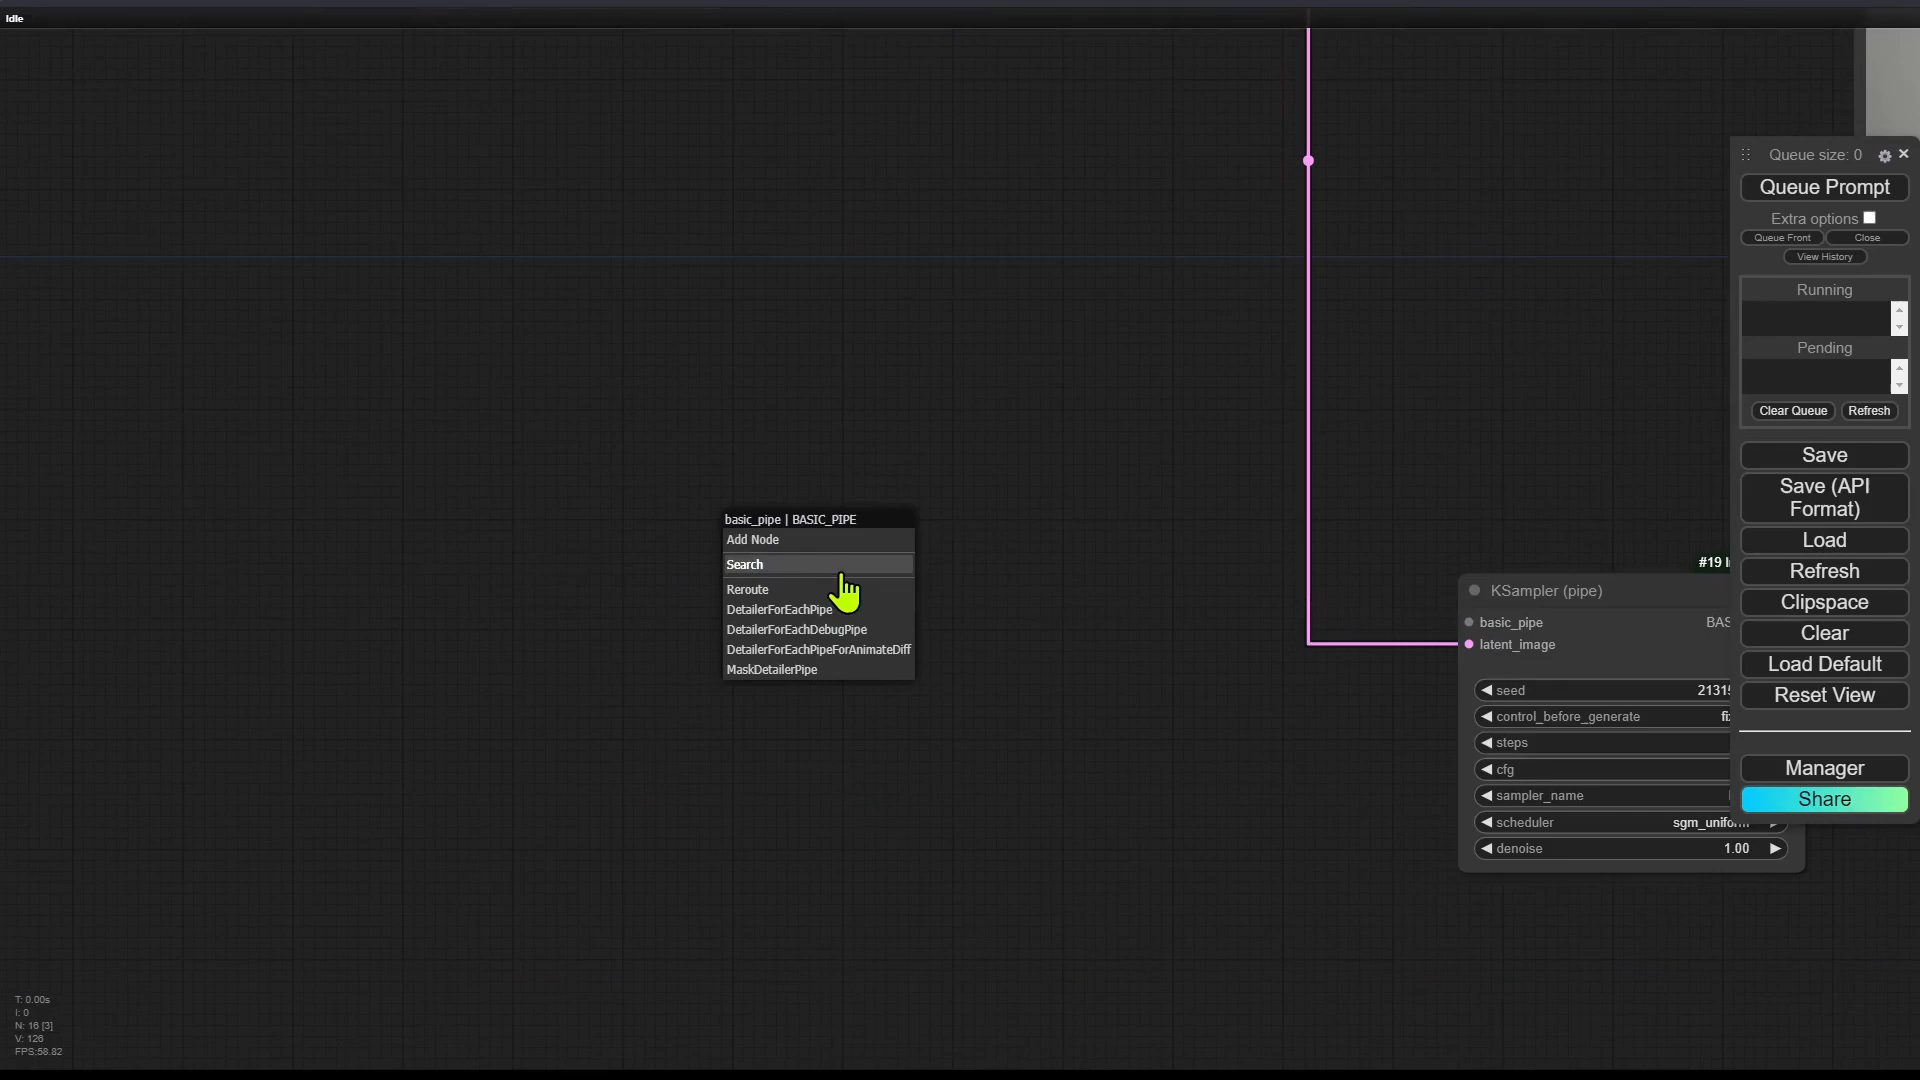 Idle
Queue size: 0
Queue Prompt
Extra options
Queue Front
Close
View History
Running
Pending
Clear Queue
Refresh
Save
Save (API
Format)
Load
Refresh
Clipspace
Clear
Load Default
Reset View
Manager
Share
basic_pipe | BASIC_PIPE
Add Node
Search
Reroute
DetailerForEachPipe
DetailerForEachDebugPipe
DetailerForEachPipeForAnimateDiff
MaskDetailerPipe
#19
KSampler (pipe)
basic_pipe BAS
latent_image
seed 2131
control_before_generate
steps
cfg
sampler_name
scheduler sgm_uniform
denoise 1.00
T: 0.00s
I: 0
N: 16 [3]
V: 126
FPS:58.82